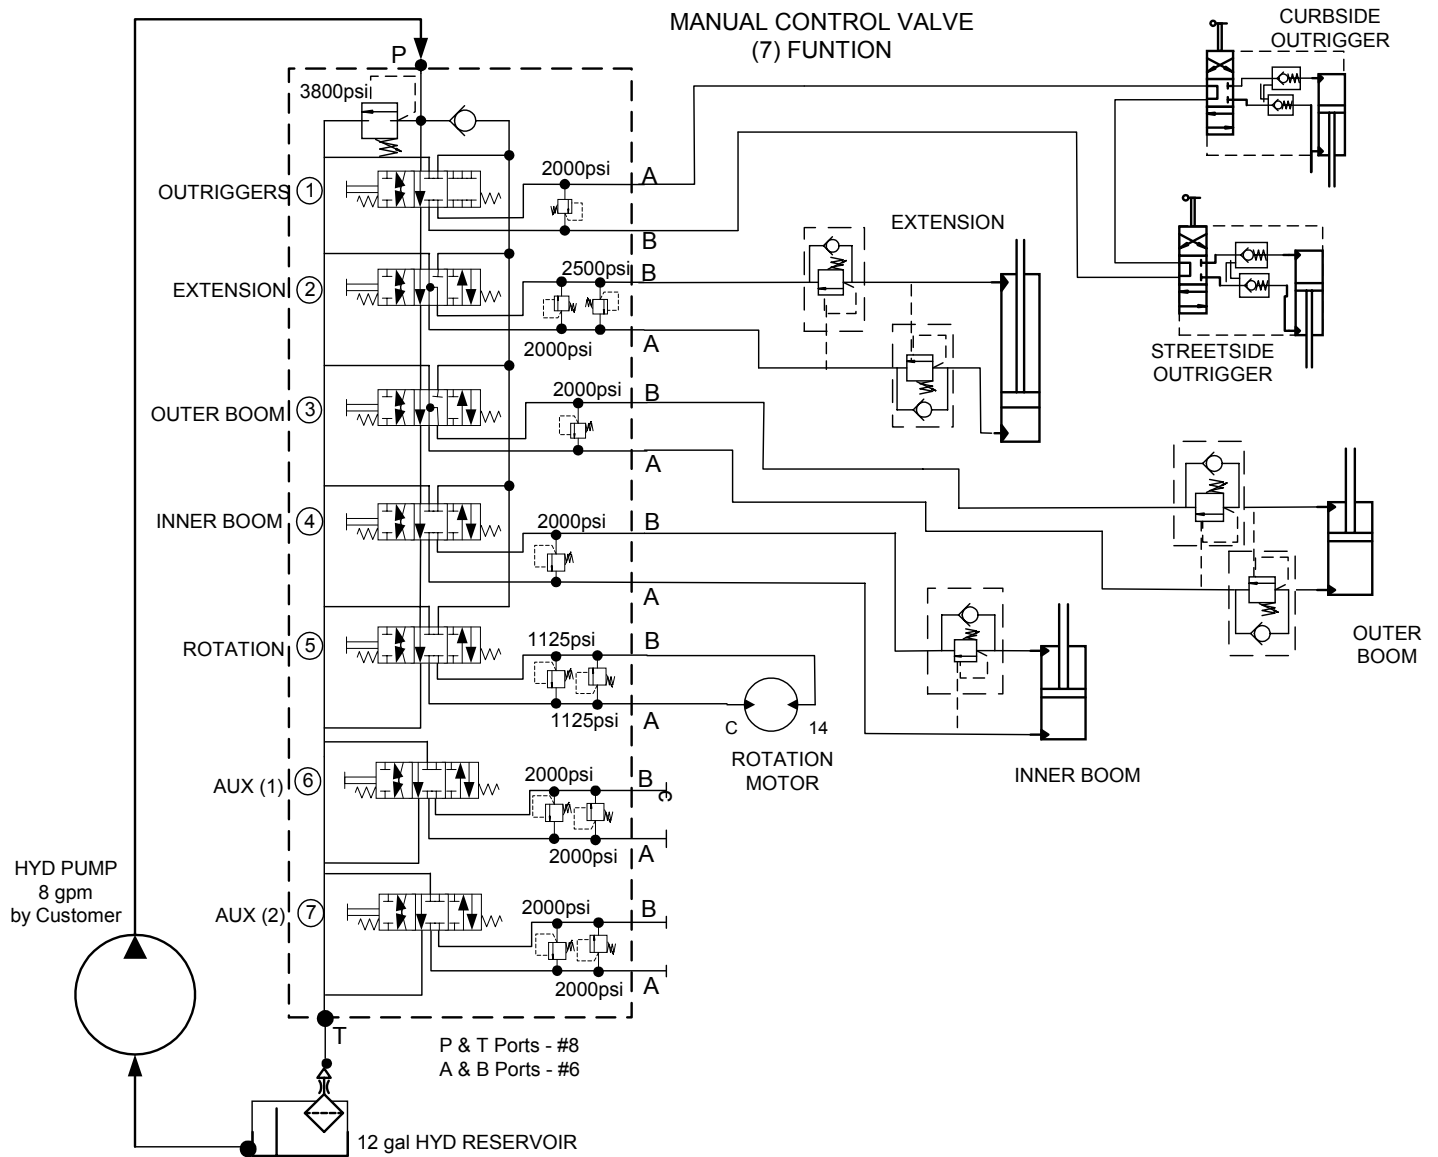 MANUAL CONTROL VALVE
(7) FUNTION
CURBSIDE
OUTRIGGER
P
3800psi
OUTRIGGERS 1
2000psi
A
B
EXTENSION
EXTENSION 2
2500psi
B
2000psi
A
STREETSIDE
OUTRIGGER
OUTER BOOM 3
2000psi
B
A
INNER BOOM 4
2000psi
B
A
ROTATION 5
1125psi
B
1125psi
A
C
14
ROTATION
MOTOR
INNER BOOM
OUTER
BOOM
AUX (1) 6
2000psi
B
C
2000psi
A
HYD PUMP
8 gpm
by Customer
AUX (2) 7
2000psi
B
2000psi
A
T
P & T Ports - #8
A & B Ports - #6
12 gal HYD RESERVOIR